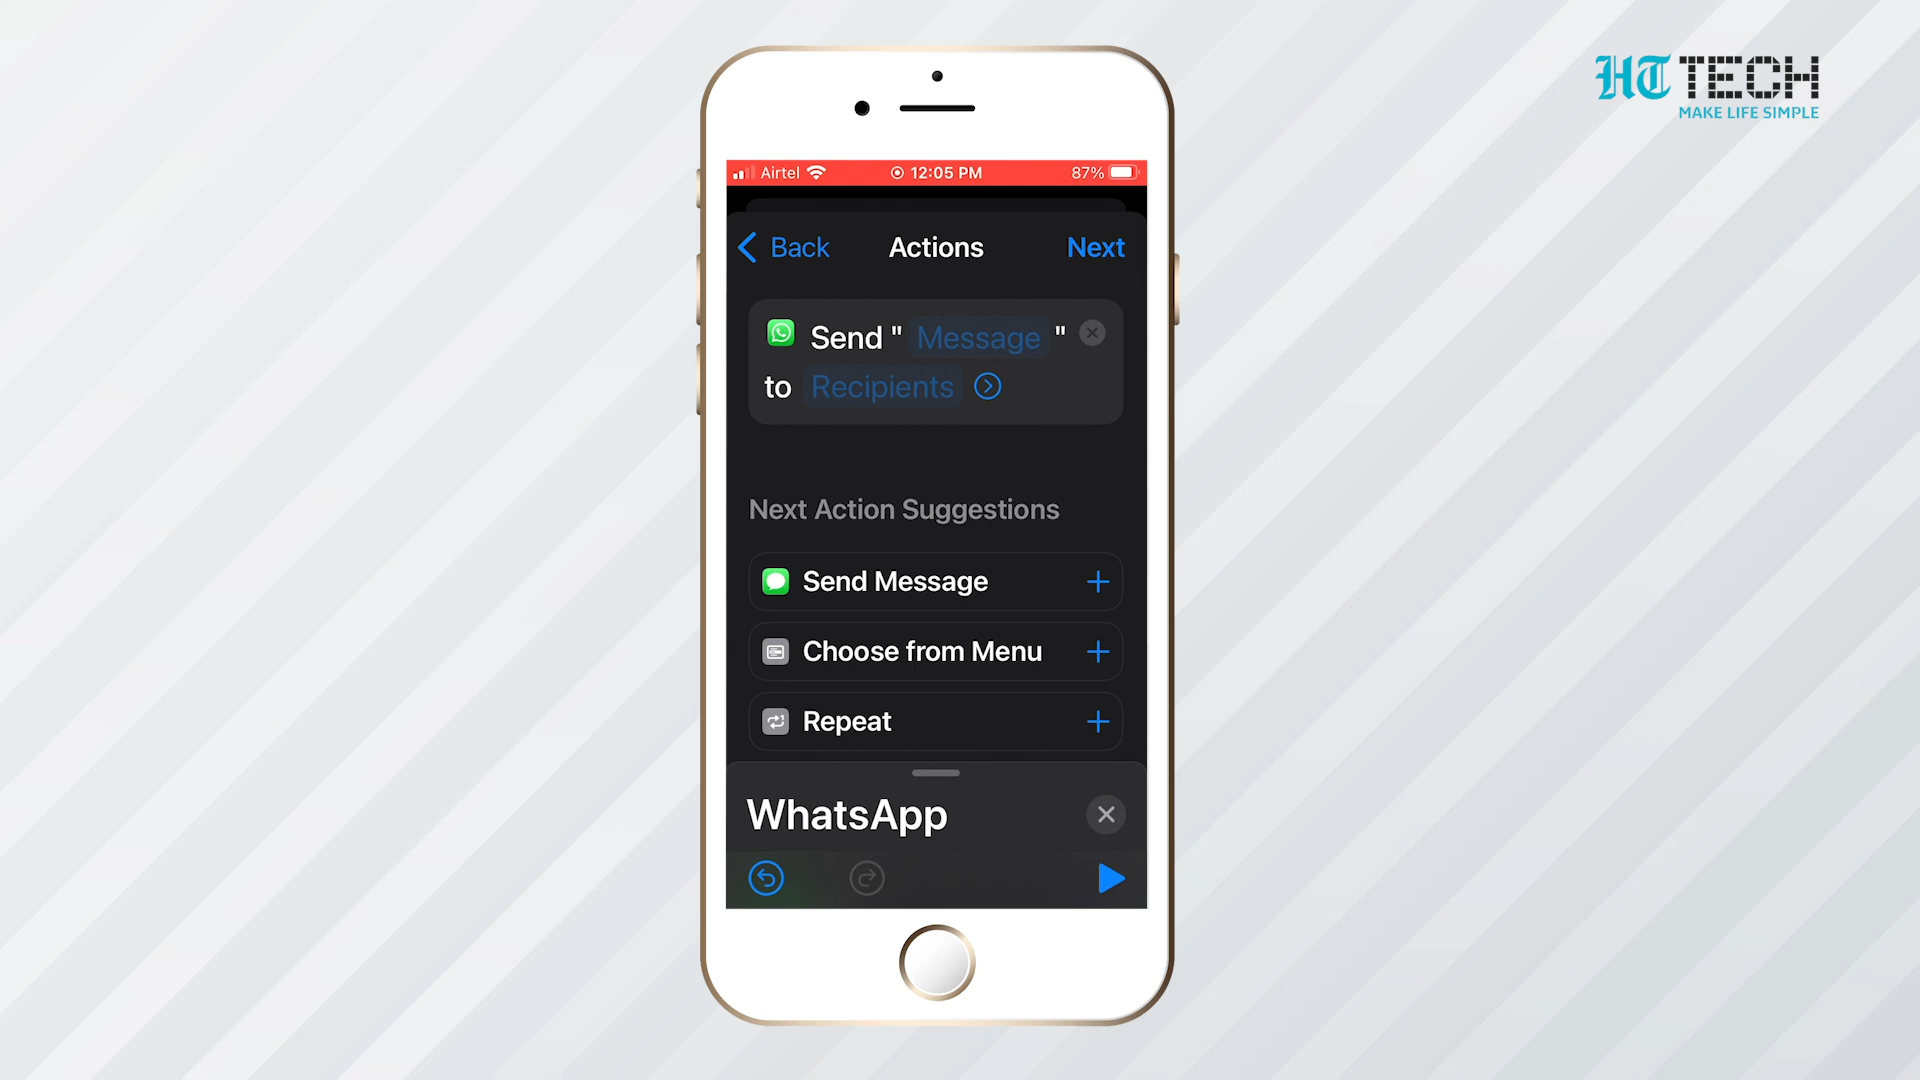 HT TECH
MAKE LIFE SIMPLE
Airtel 12:05 PM 87%
Back Actions Next
Send " Message "
to Recipients
Next Action Suggestions
Send Message
Choose from Menu
Repeat
WhatsApp